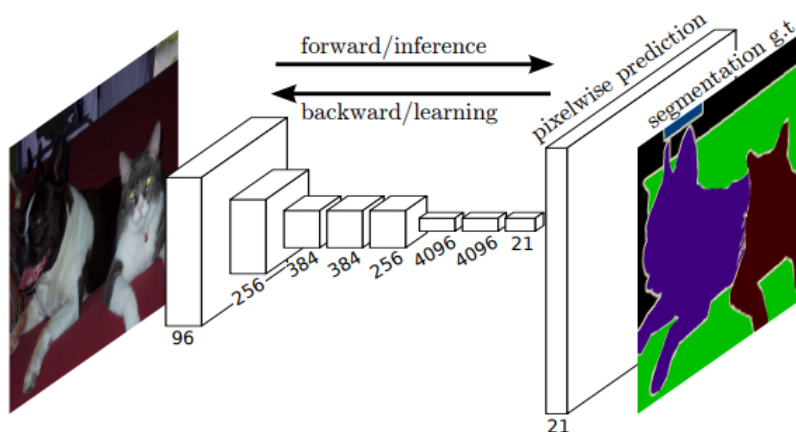 forward/inference
backward/learning
pixelwise prediction
segmentation g.t.
96
256
384
384
256
4096
4096
21
21